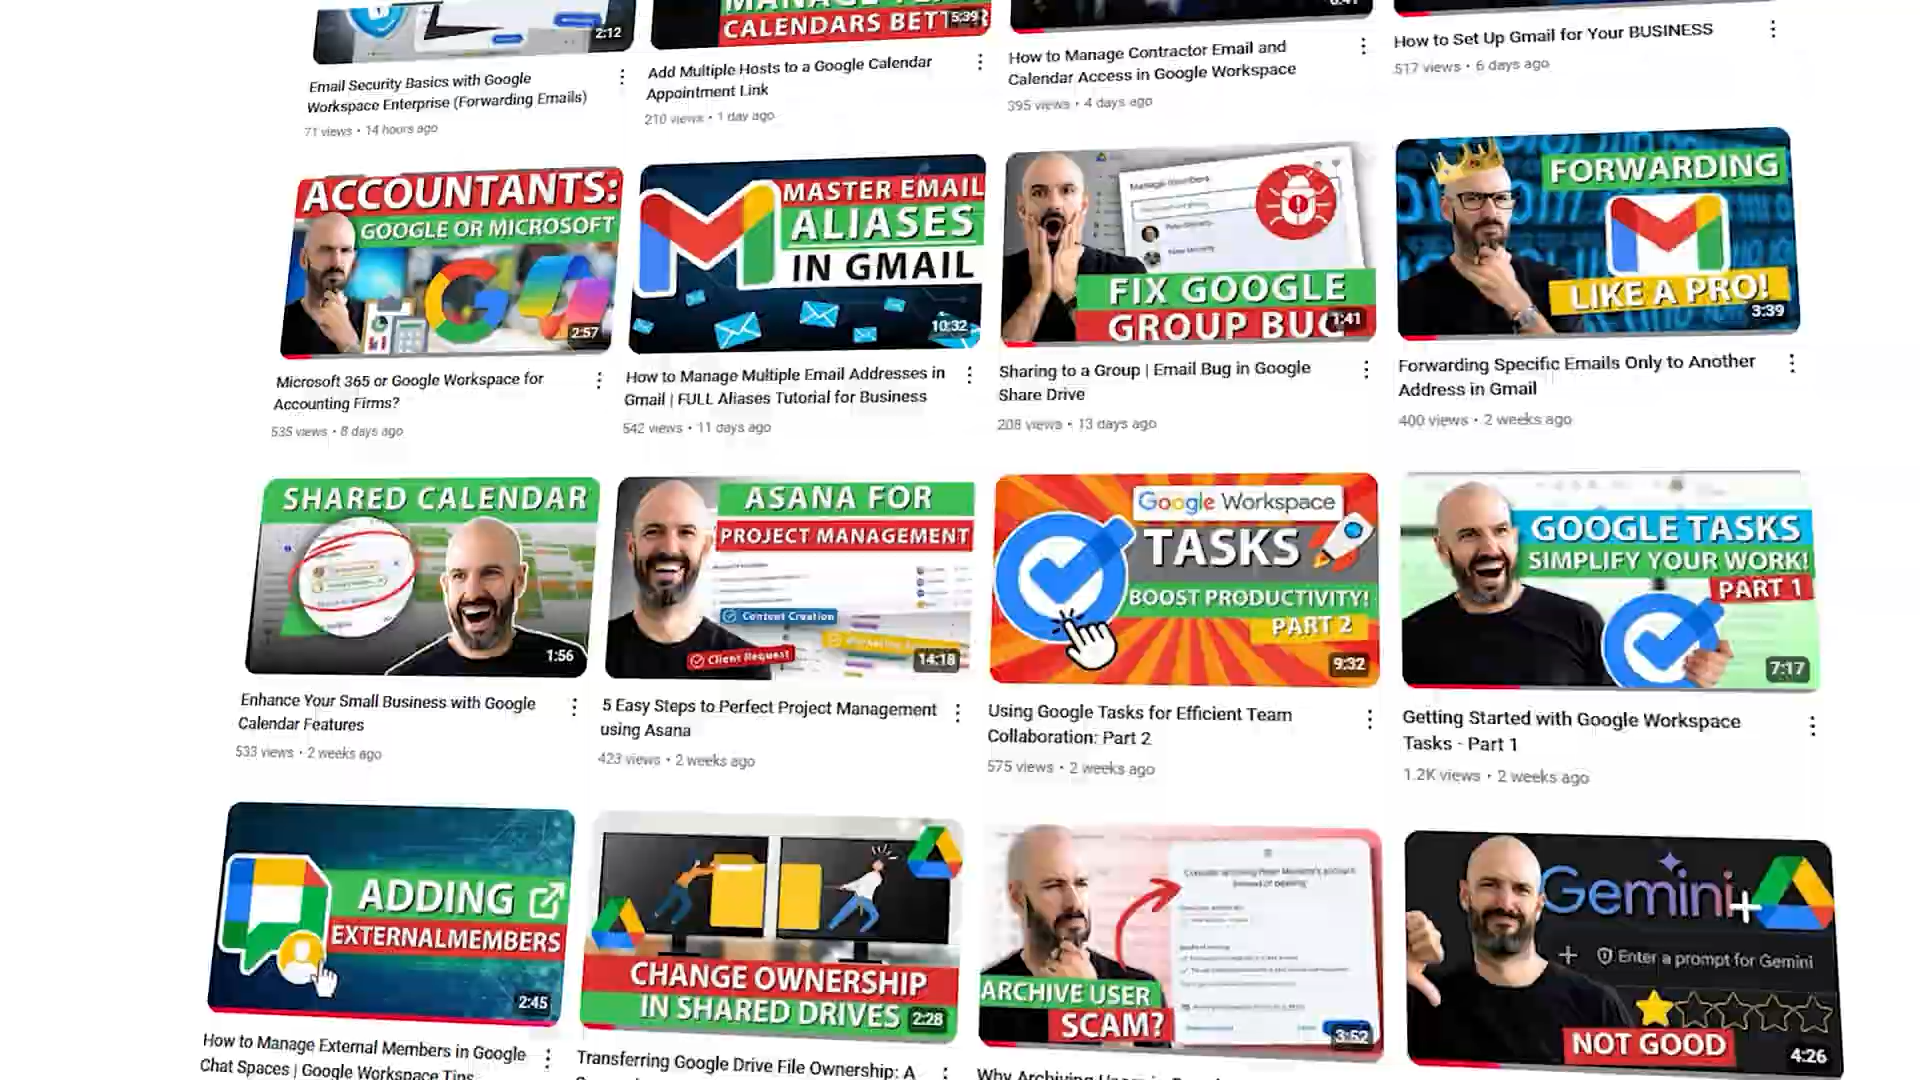 2:12
CALENDARS BETTER
5:39
Email Security Basics with Google
Workspace Enterprise (Forwarding Emails)
71 views • 14 hours ago
Add Multiple Hosts to a Google Calendar
Appointment Link
210 views • 1 day ago
How to Manage Contractor Email and
Calendar Access in Google Workspace
395 views • 4 days ago
How to Set Up Gmail for Your BUSINESS
517 views • 6 days ago
ACCOUNTANTS:
GOOGLE OR MICROSOFT
2:57
MASTER EMAIL
ALIASES
IN GMAIL
10:32
Manage members
FIX GOOGLE
GROUP BUG
1:41
FORWARDING
LIKE A PRO!
3:39
Microsoft 365 or Google Workspace for
Accounting Firms?
535 views • 8 days ago
How to Manage Multiple Email Addresses in
Gmail | FULL Aliases Tutorial for Business
542 views • 11 days ago
Sharing to a Group | Email Bug in Google
Share Drive
208 views • 13 days ago
Forwarding Specific Emails Only to Another
Address in Gmail
400 views • 2 weeks ago
SHARED CALENDAR
1:56
ASANA FOR
PROJECT MANAGEMENT
Content Creation
Client Request
14:18
Google Workspace
TASKS
BOOST PRODUCTIVITY!
PART 2
9:32
GOOGLE TASKS
SIMPLIFY YOUR WORK!
PART 1
7:17
Enhance Your Small Business with Google
Calendar Features
533 views • 2 weeks ago
5 Easy Steps to Perfect Project Management
using Asana
423 views • 2 weeks ago
Using Google Tasks for Efficient Team
Collaboration: Part 2
575 views • 2 weeks ago
Getting Started with Google Workspace
Tasks - Part 1
1.2K views • 2 weeks ago
ADDING
EXTERNALMEMBERS
2:45
CHANGE OWNERSHIP
IN SHARED DRIVES
2:28
ARCHIVE USER
SCAM?
3:52
Gemini+
Enter a prompt for Gemini
NOT GOOD
4:26
How to Manage External Members in Google
Chat Spaces | Google Workspace Tips
Transferring Google Drive File Ownership: A
Why Archiving